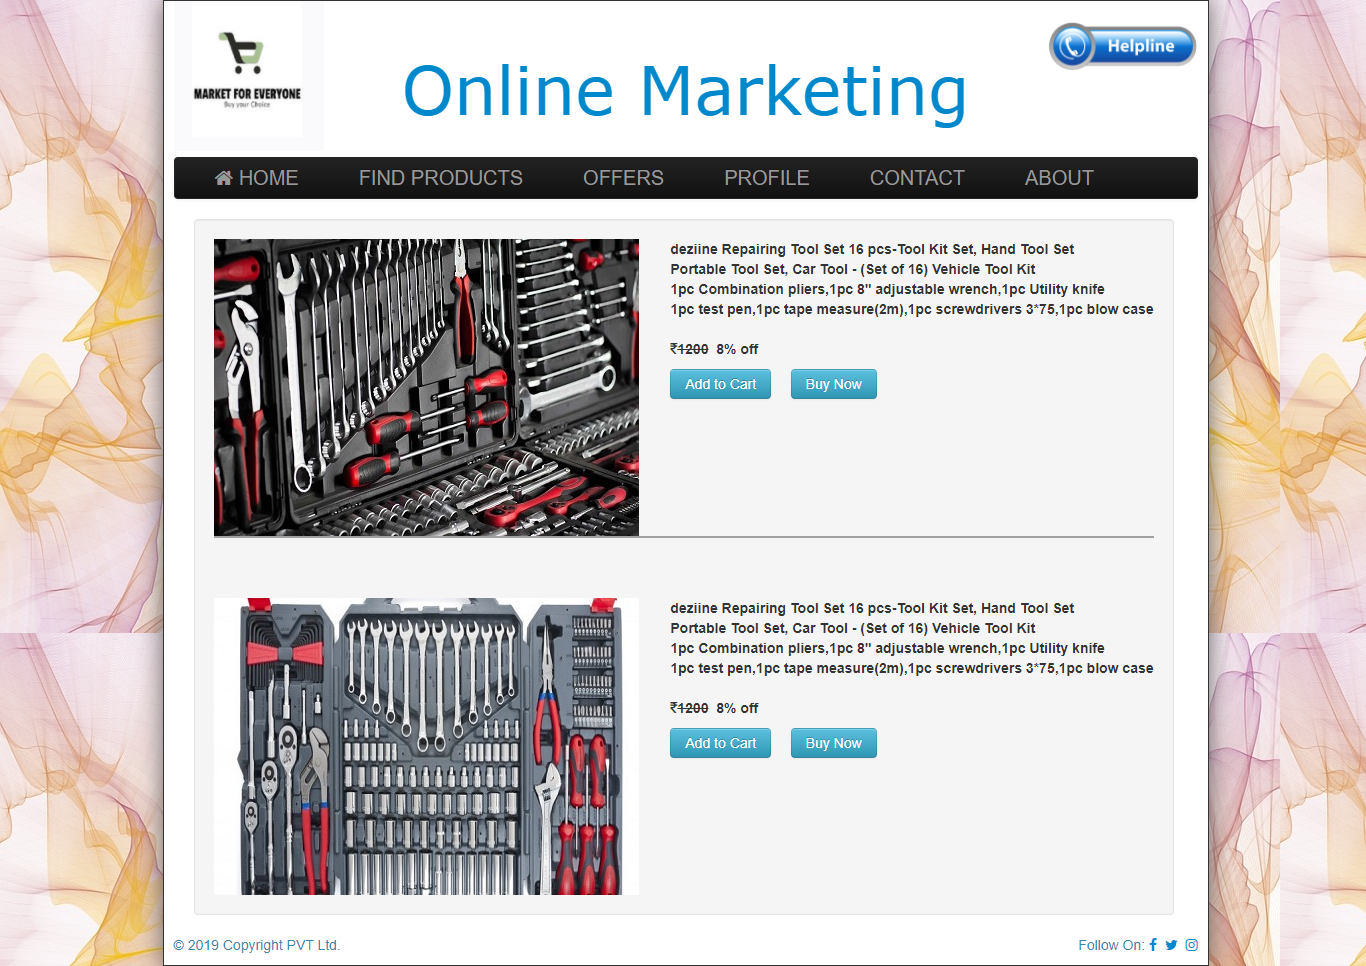 MARKET FOR EVERYONE
Buy your Choice
Online Marketing
Helpline
HOME FIND PRODUCTS OFFERS PROFILE CONTACT ABOUT
deziine Repairing Tool Set 16 pcs-Tool Kit Set, Hand Tool Set
Portable Tool Set, Car Tool - (Set of 16) Vehicle Tool Kit
1pc Combination pliers,1pc 8" adjustable wrench,1pc Utility knife
1pc test pen,1pc tape measure(2m),1pc screwdrivers 3*75,1pc blow case
₹1200 8% off
Add to Cart Buy Now
deziine Repairing Tool Set 16 pcs-Tool Kit Set, Hand Tool Set
Portable Tool Set, Car Tool - (Set of 16) Vehicle Tool Kit
1pc Combination pliers,1pc 8" adjustable wrench,1pc Utility knife
1pc test pen,1pc tape measure(2m),1pc screwdrivers 3*75,1pc blow case
₹1200 8% off
Add to Cart Buy Now
© 2019 Copyright PVT Ltd. Follow On: